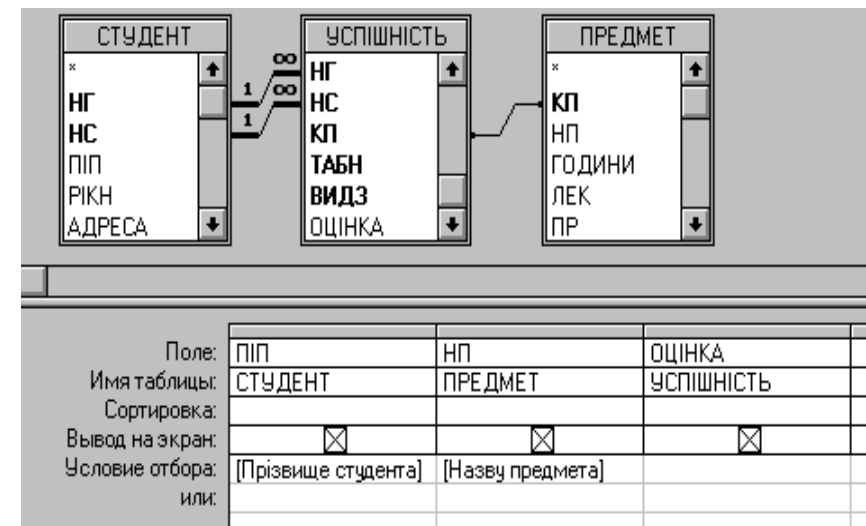 СТУДЕНТ
*
НГ
НС
ПІП
РІКН
АДРЕСА
1
∞
1
∞
УСПІШНІСТЬ
НГ
НС
КП
ТАБН
ВИДЗ
ОЦІНКА
ПРЕДМЕТ
*
КП
НП
ГОДИНИ
ЛЕК
ПР
Поле: ПІП НП ОЦІНКА
Имя таблицы: СТУДЕНТ ПРЕДМЕТ УСПІШНІСТЬ
Сортировка:
Вывод на экран:
Условие отбора: [Прізвище студента] [Назву предмета]
или: